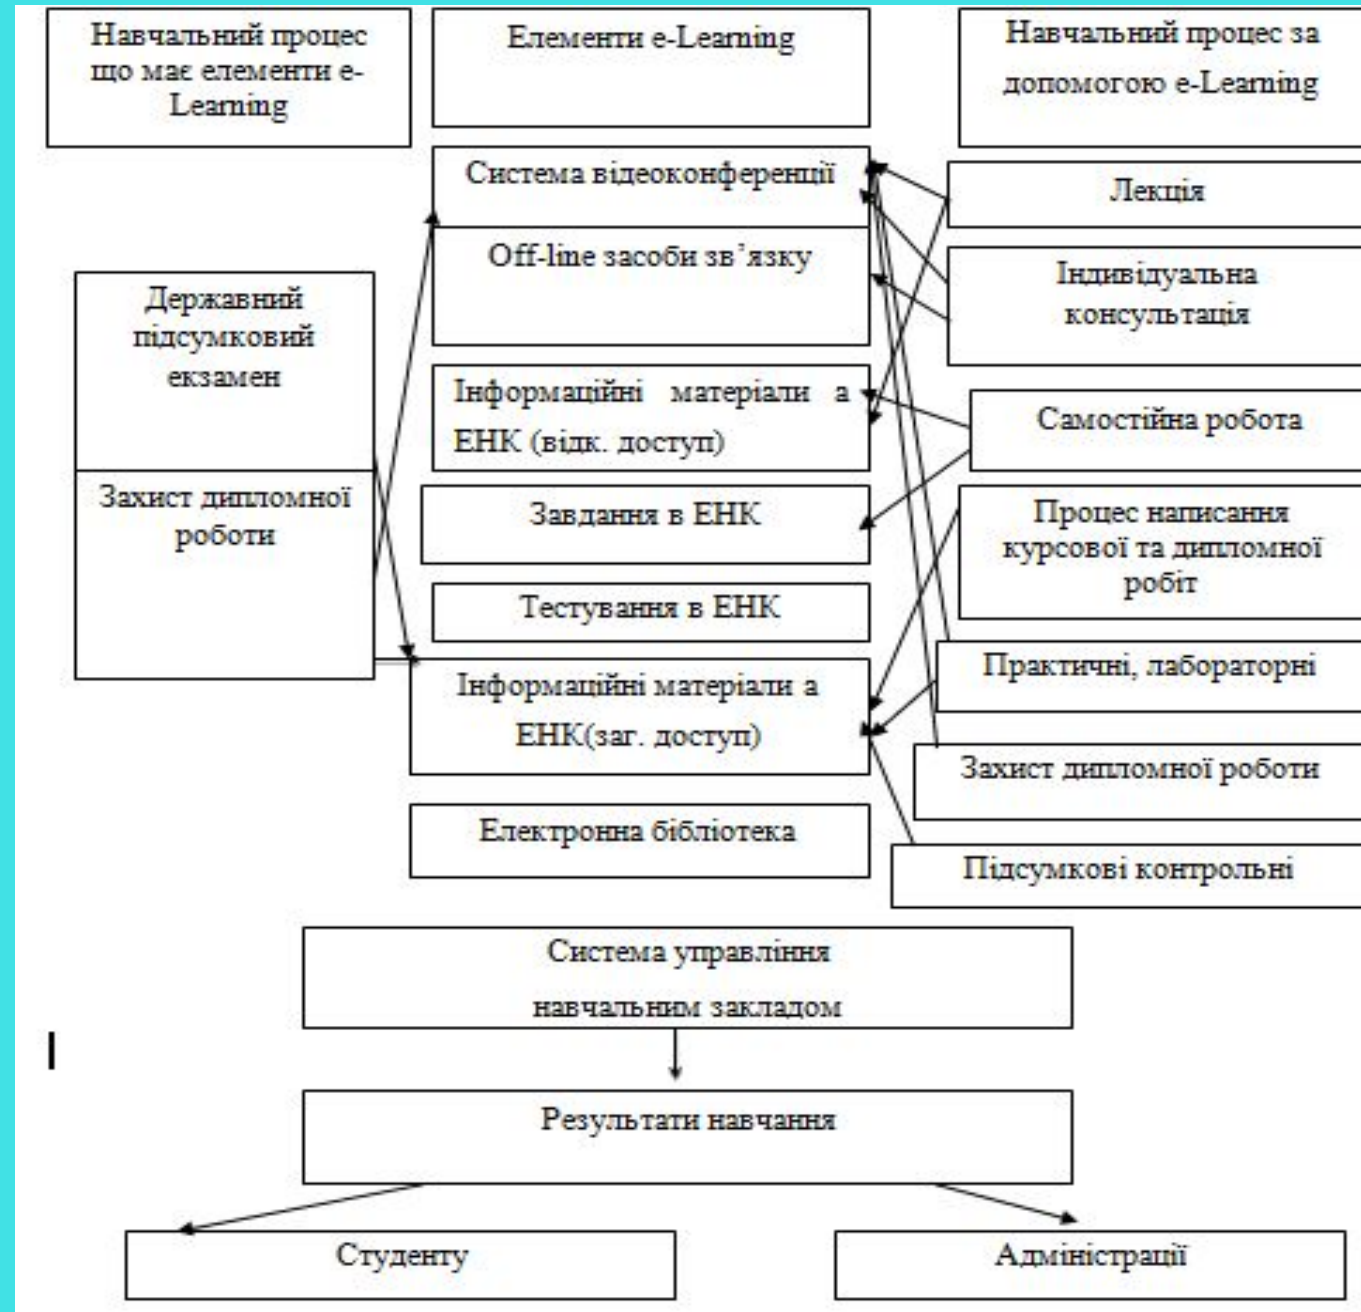 Навчальний процес
що має елементи e-
Learning
Елементи e-Learning
Навчальний процес за
допомогою e-Learning
Система відеоконференції
Off-line засоби зв’язку
Інформаційні матеріали а
ЕНК (відк. доступ)
Завдання в ЕНК
Тестування в ЕНК
Інформаційні матеріали а
ЕНК(заг. доступ)
Електронна бібліотека
Державний
підсумковий
екзамен
Захист дипломної
роботи
Лекція
Індивідуальна
консультація
Самостійна робота
Процес написання
курсової та дипломної
робіт
Практичні, лабораторні
Захист дипломної роботи
Підсумкові контрольні
Система управління
навчальним закладом
Результати навчання
Студенту
Адміністрації